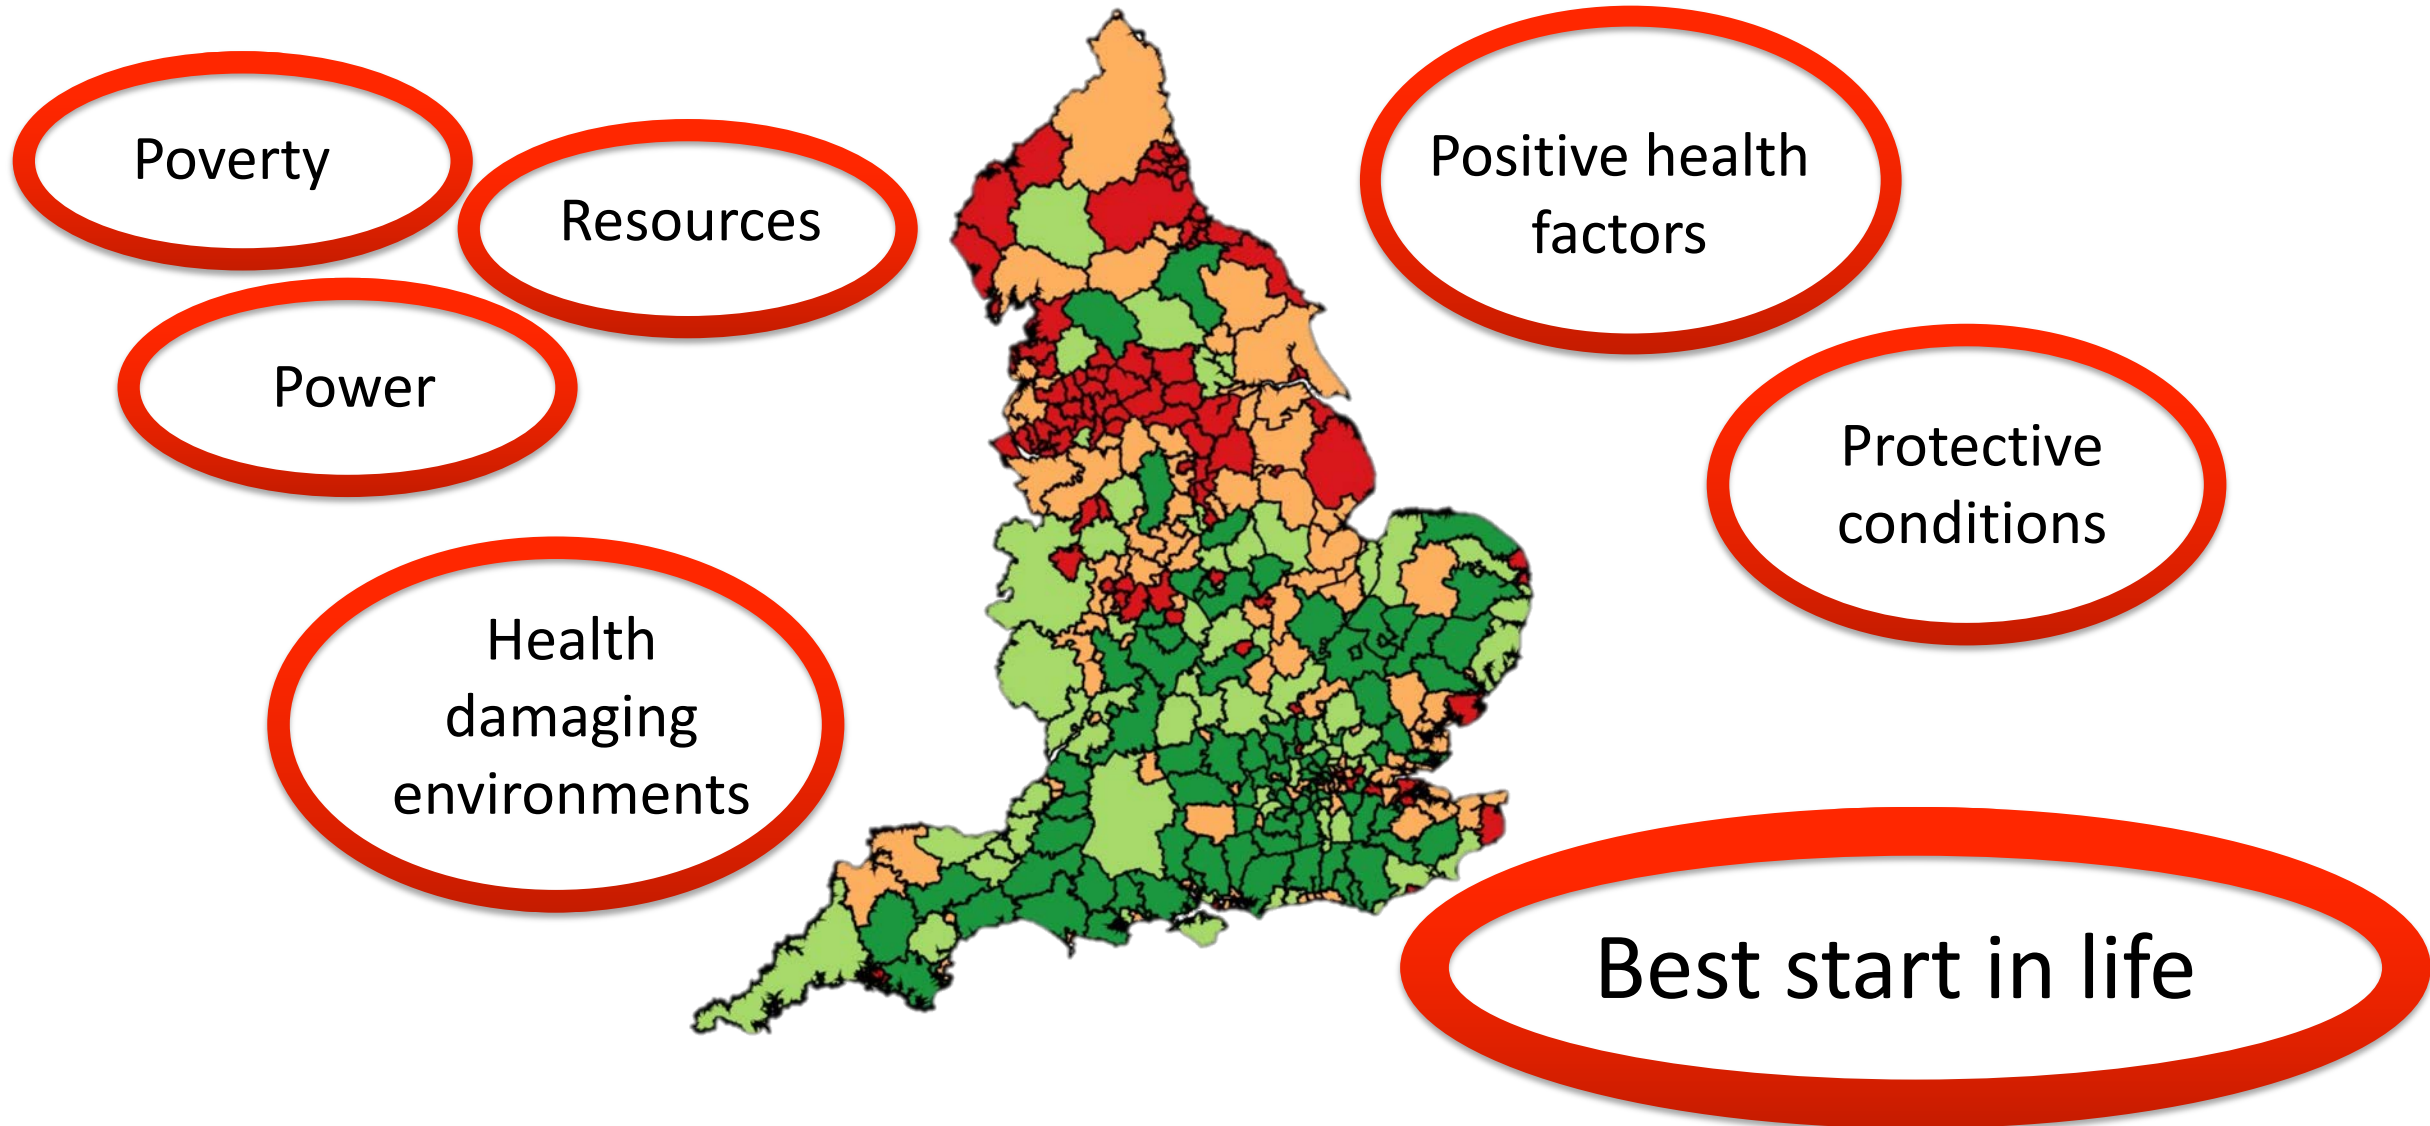 Poverty
Resources
Power
Health
damaging
environments
Positive health
factors
Protective
conditions
Best start in life